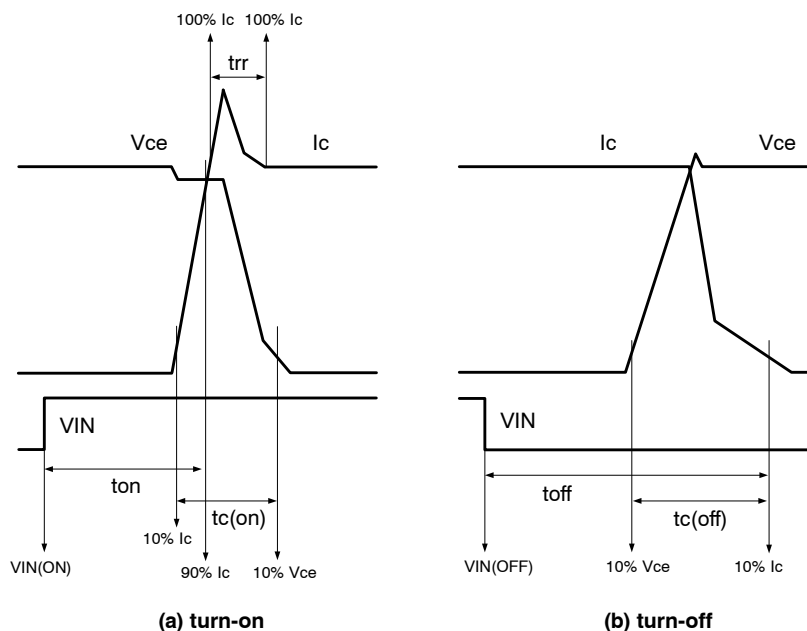 100% Ic 100% Ic
trr
Vce Ic
VIN
ton
tc(on)
10% Ic
VIN(ON)
90% Ic 10% Vce
(a) turn-on
Ic Vce
VIN
toff
tc(off)
VIN(OFF)
10% Vce 10% Ic
(b) turn-off